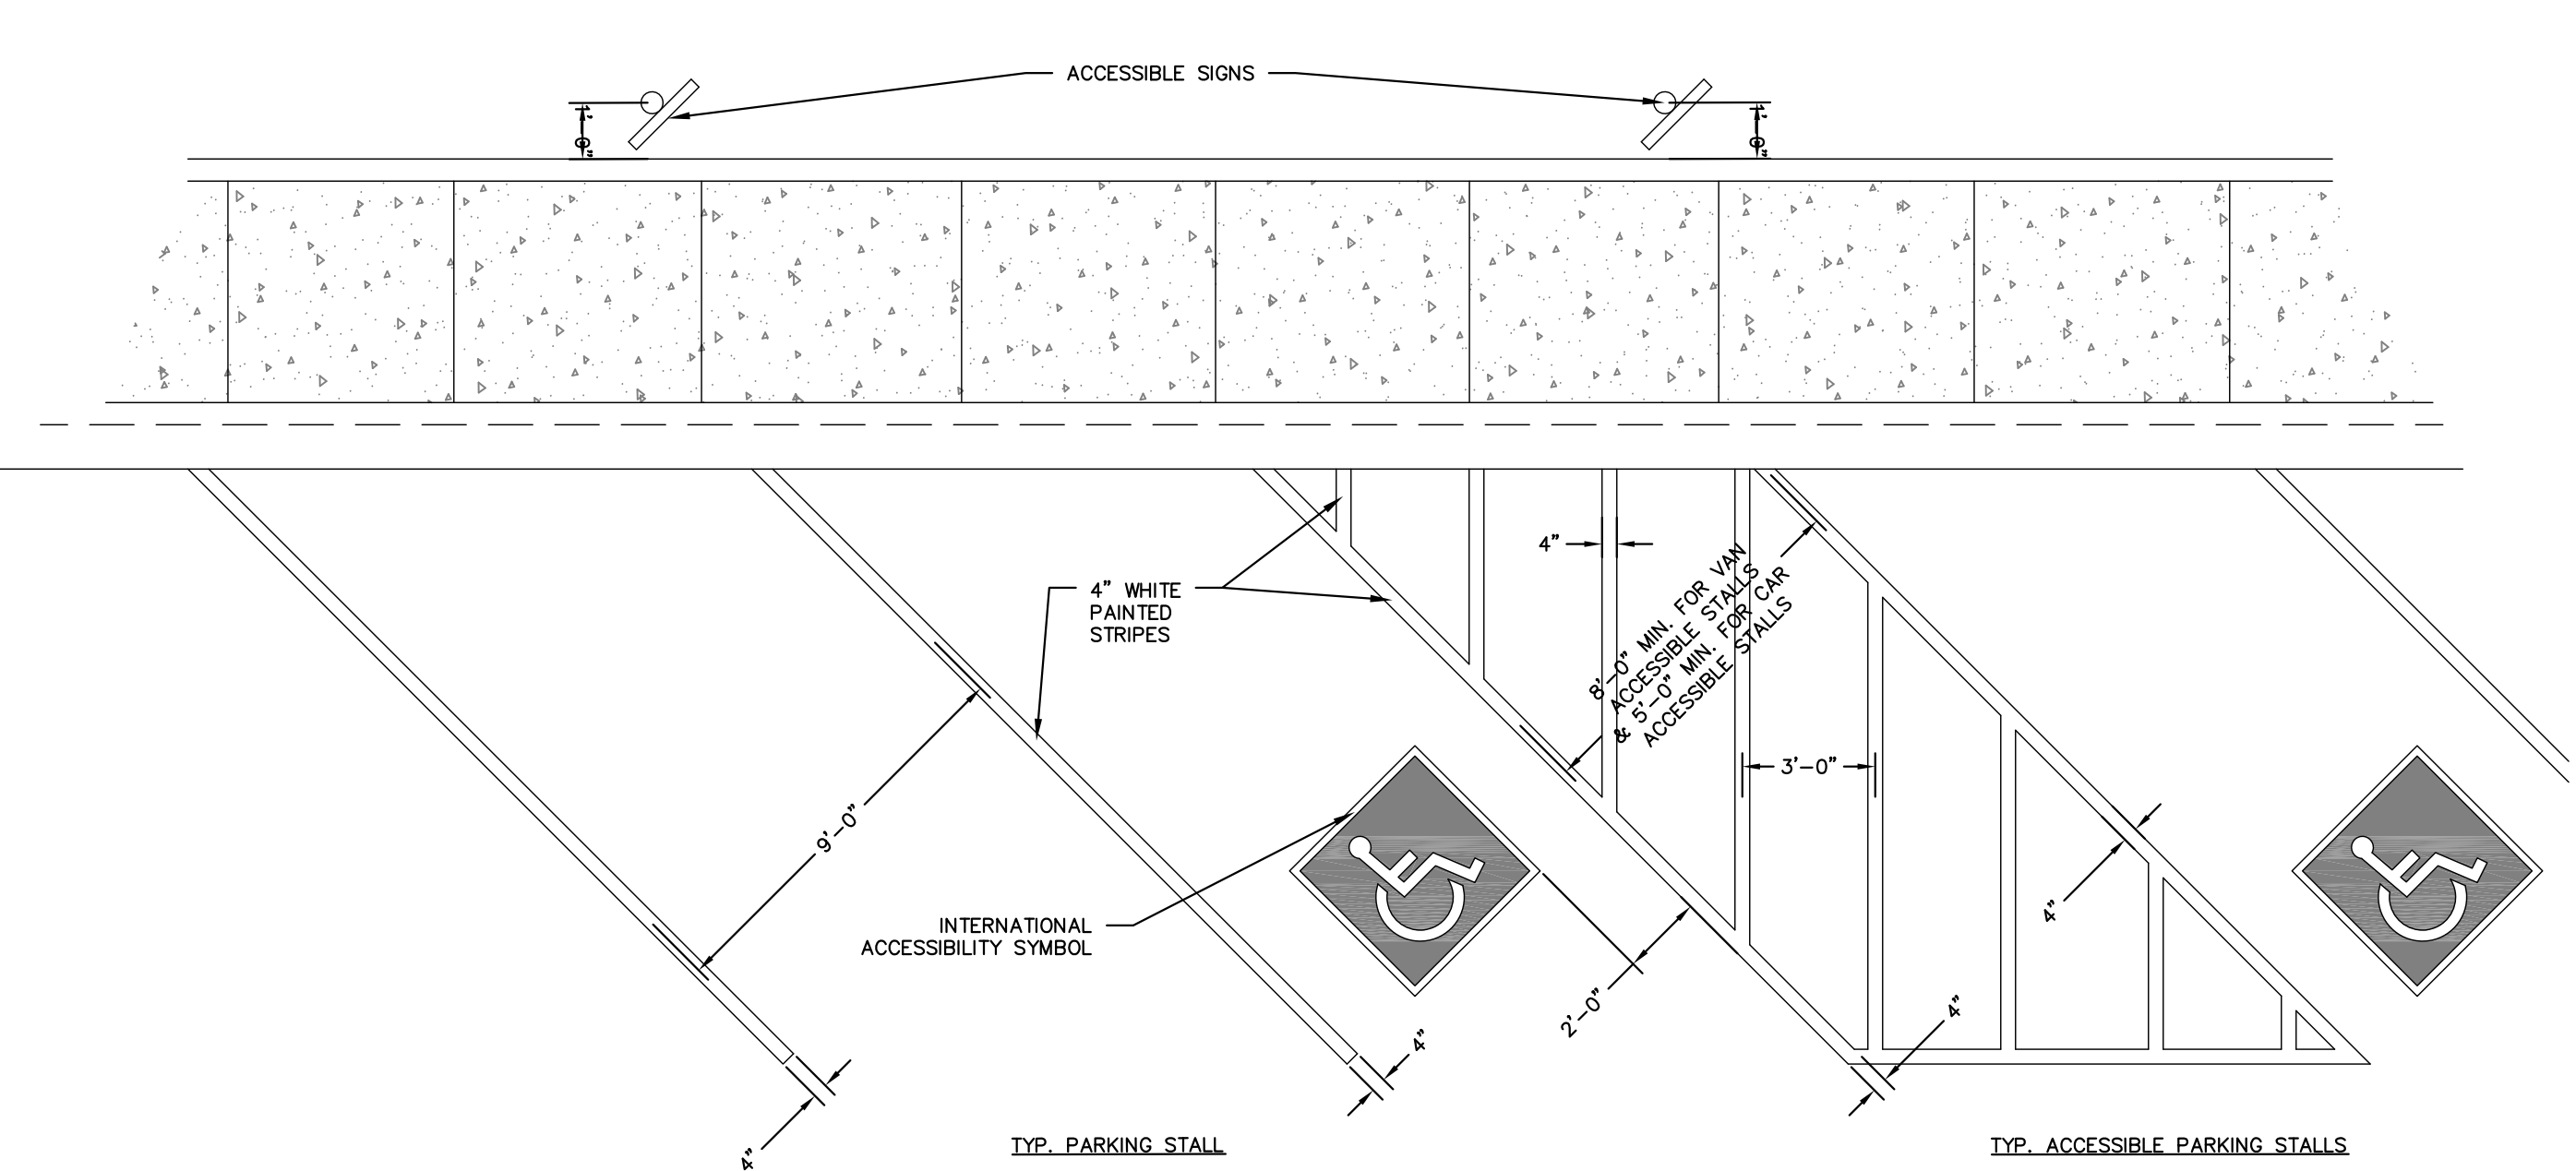 ACCESSIBLE SIGNS
1'
0"
1'
0"
4"
4" WHITE
PAINTED
STRIPES
8'-0" MIN. FOR VAN
ACCESSIBLE STALLS
& 5'-0" MIN. FOR CAR
ACCESSIBLE STALLS
3'-0"
9'-0"
4"
INTERNATIONAL
ACCESSIBILITY SYMBOL
2'-0"
4"
4"
4"
TYP. PARKING STALL
TYP. ACCESSIBLE PARKING STALLS